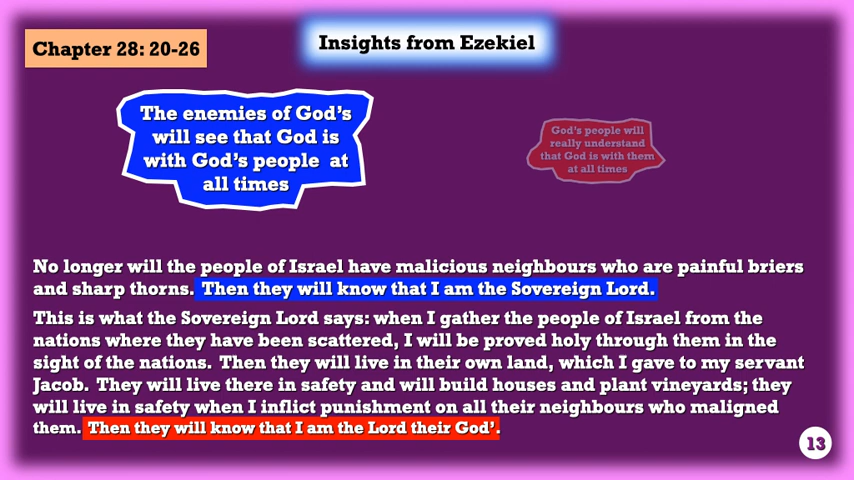 Chapter 28: 20-26
Insights from Ezekiel
The enemies of God's
will see that God is
with God's people at
all times
God's people will
really understand
that God is with them
at all times
No longer will the people of Israel have malicious neighbours who are painful briers
and sharp thorns. Then they will know that I am the Sovereign Lord.
This is what the Sovereign Lord says: when I gather the people of Israel from the
nations where they have been scattered, I will be proved holy through them in the
sight of the nations. Then they will live in their own land, which I gave to my servant
Jacob. They will live there in safety and will build houses and plant vineyards; they
will live in safety when I inflict punishment on all their neighbours who maligned
them. Then they will know that I am the Lord their God'.
13